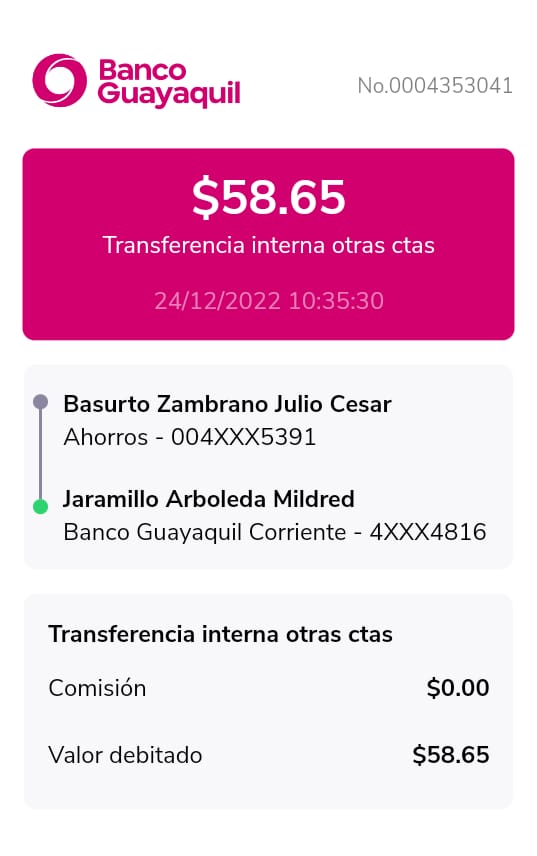 Banco
Guayaquil
No.0004353041
$58.65
Transferencia interna otras ctas
24/12/2022 10:35:30
Basurto Zambrano Julio Cesar
Ahorros - 004XXX5391
Jaramillo Arboleda Mildred
Banco Guayaquil Corriente - 4XXX4816
Transferencia interna otras ctas
Comisión $0.00
Valor debitado $58.65